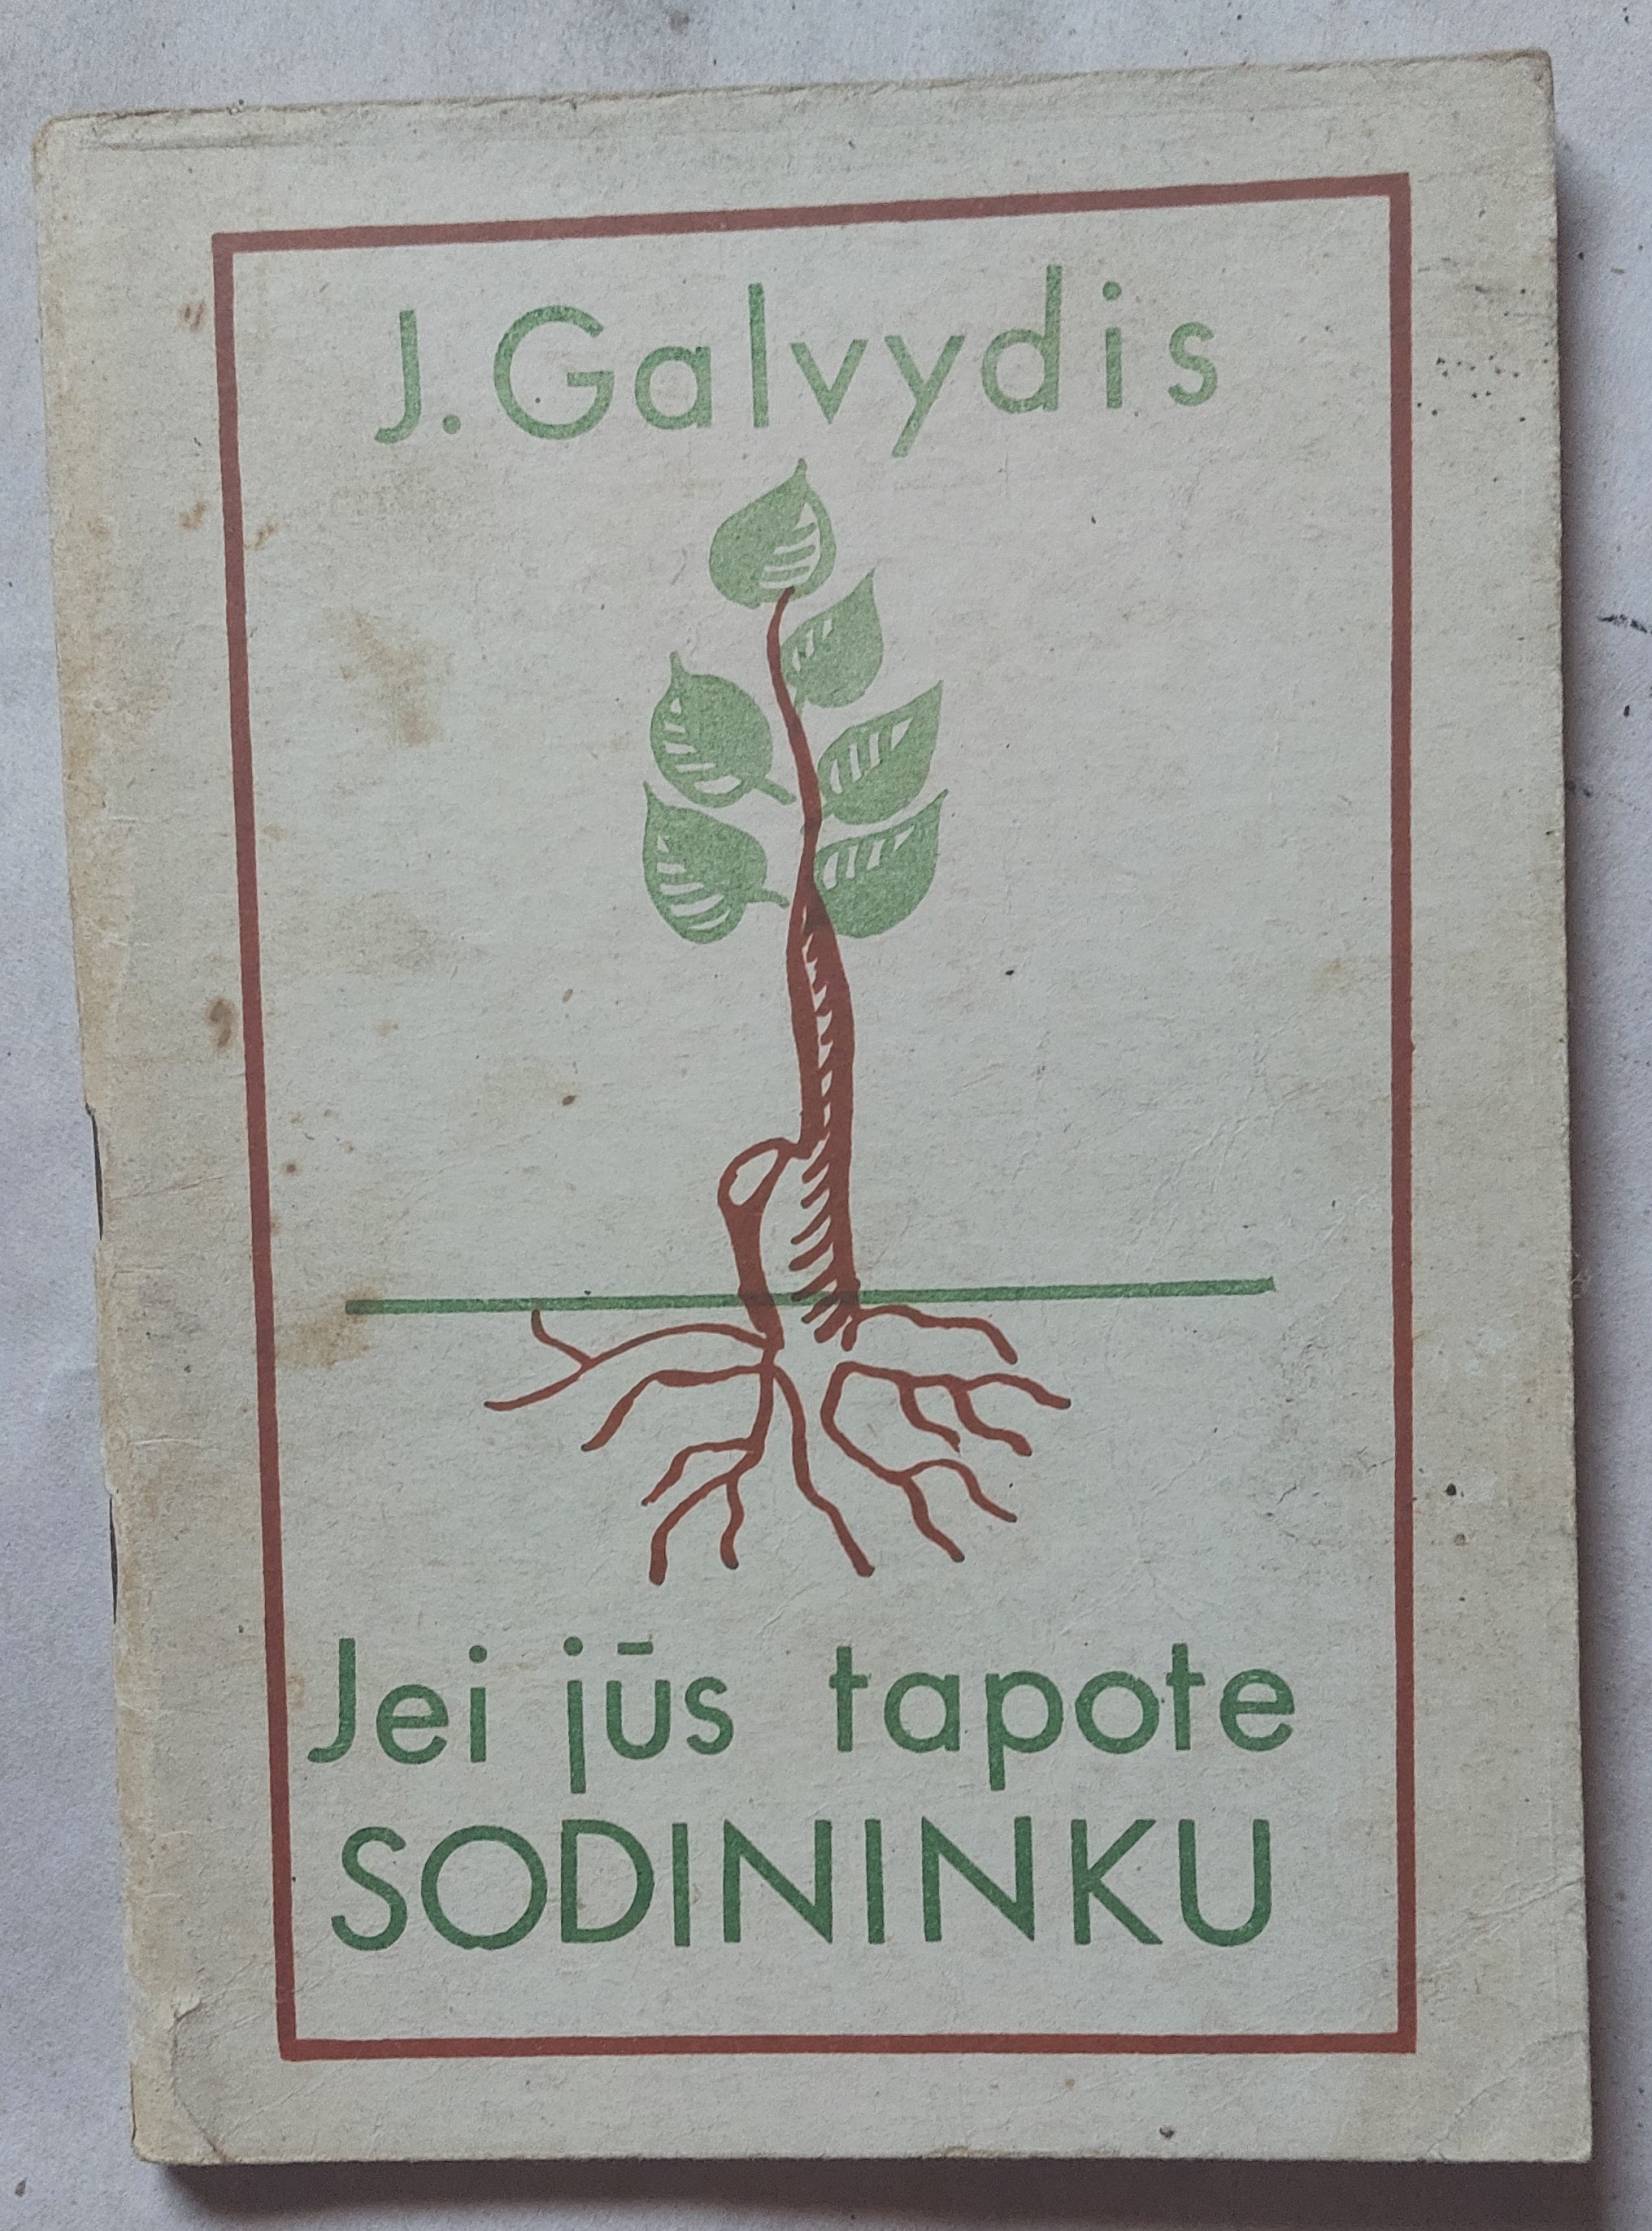 J. Galvydis
Jei jūs tapote
SODININKU